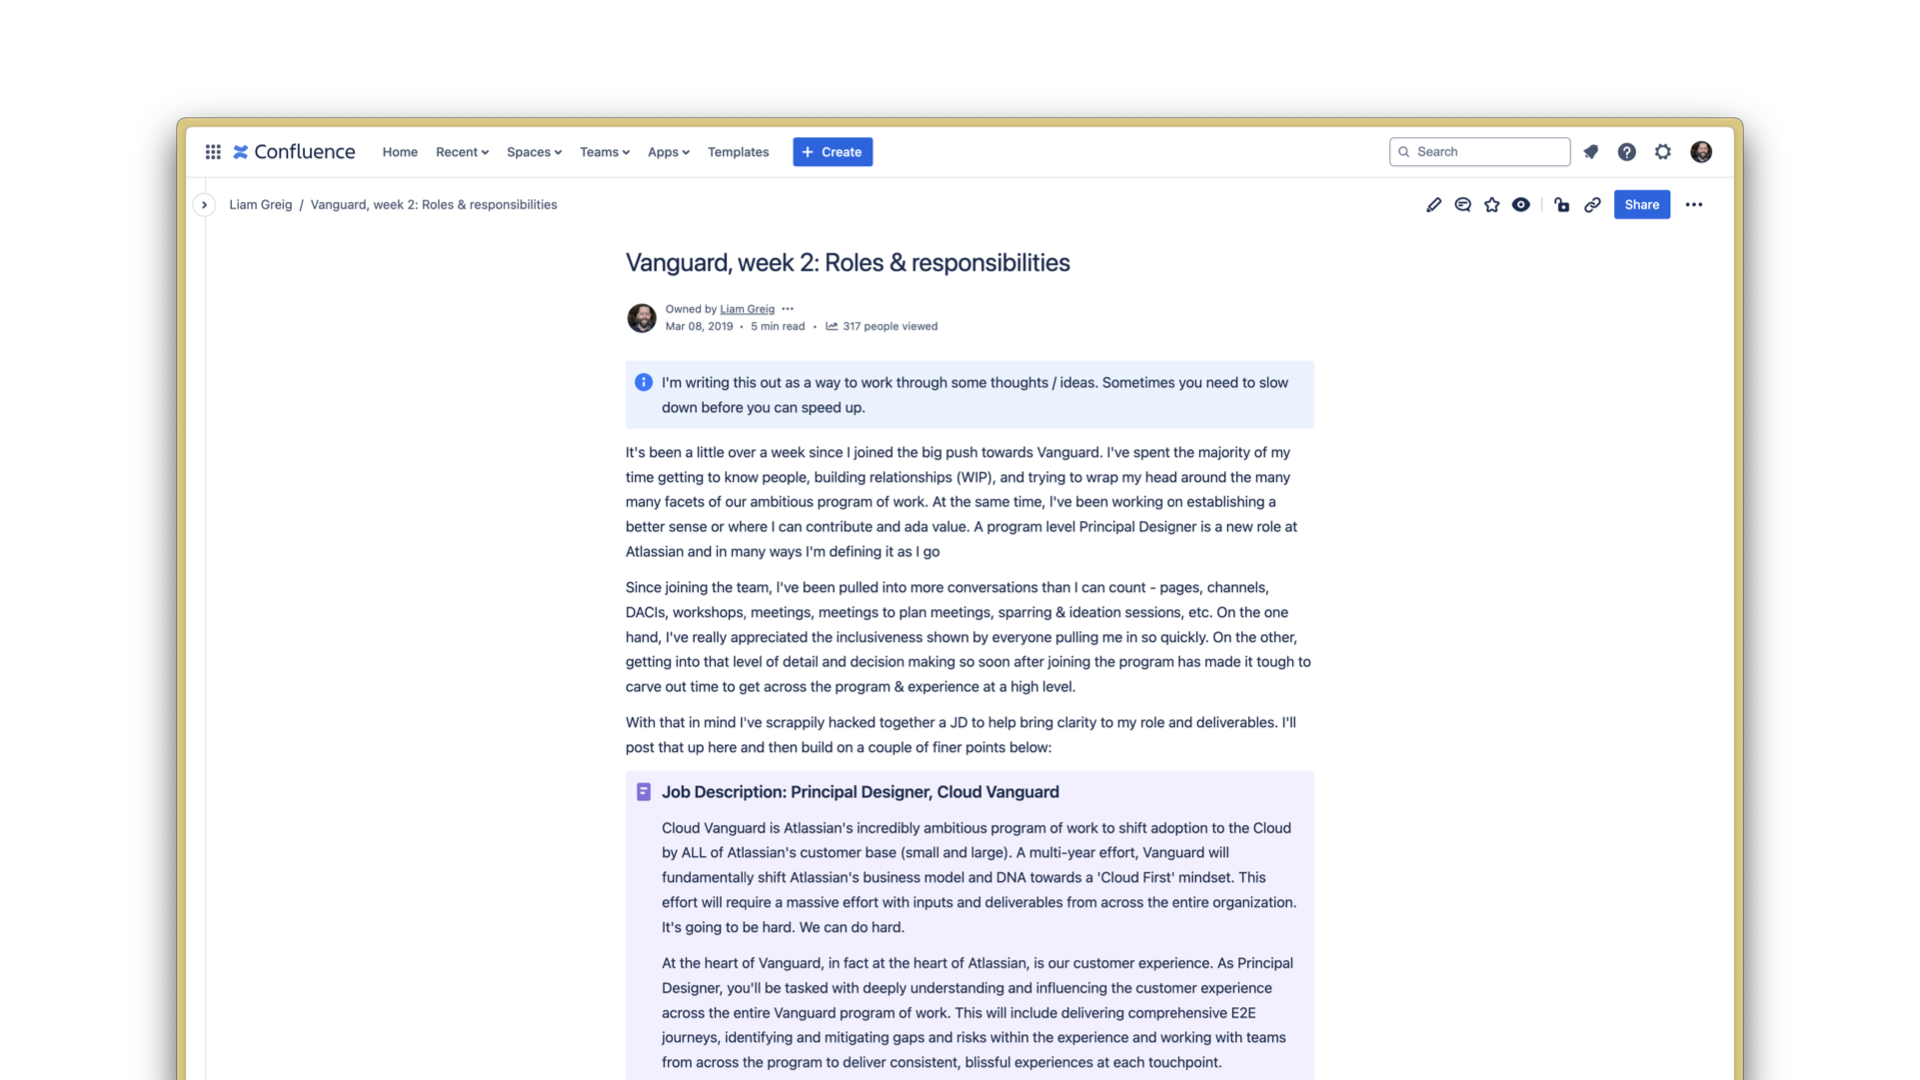 Confluence
Home
Recent
Spaces
Teams
Apps
Templates
+ Create
Search
Liam Greig / Vanguard, week 2: Roles & responsibilities
Share
Vanguard, week 2: Roles & responsibilities
Owned by Liam Greig
Mar 08, 2019 • 5 min read • 317 people viewed
I'm writing this out as a way to work through some thoughts / ideas. Sometimes you need to slow
down before you can speed up.
It's been a little over a week since I joined the big push towards Vanguard. I've spent the majority of my
time getting to know people, building relationships (WIP), and trying to wrap my head around the many
many facets of our ambitious program of work. At the same time, I've been working on establishing a
better sense or where I can contribute and ada value. A program level Principal Designer is a new role at
Atlassian and in many ways I'm defining it as I go
Since joining the team, I've been pulled into more conversations than I can count - pages, channels,
DACIs, workshops, meetings, meetings to plan meetings, sparring & ideation sessions, etc. On the one
hand, I've really appreciated the inclusiveness shown by everyone pulling me in so quickly. On the other,
getting into that level of detail and decision making so soon after joining the program has made it tough to
carve out time to get across the program & experience at a high level.
With that in mind I've scrappily hacked together a JD to help bring clarity to my role and deliverables. I'll
post that up here and then build on a couple of finer points below:
Job Description: Principal Designer, Cloud Vanguard
Cloud Vanguard is Atlassian's incredibly ambitious program of work to shift adoption to the Cloud
by ALL of Atlassian's customer base (small and large). A multi-year effort, Vanguard will
fundamentally shift Atlassian's business model and DNA towards a 'Cloud First' mindset. This
effort will require a massive effort with inputs and deliverables from across the entire organization.
It's going to be hard. We can do hard.
At the heart of Vanguard, in fact at the heart of Atlassian, is our customer experience. As Principal
Designer, you'll be tasked with deeply understanding and influencing the customer experience
across the entire Vanguard program of work. This will include delivering comprehensive E2E
journeys, identifying and mitigating gaps and risks within the experience and working with teams
from across the program to deliver consistent, blissful experiences at each touchpoint.